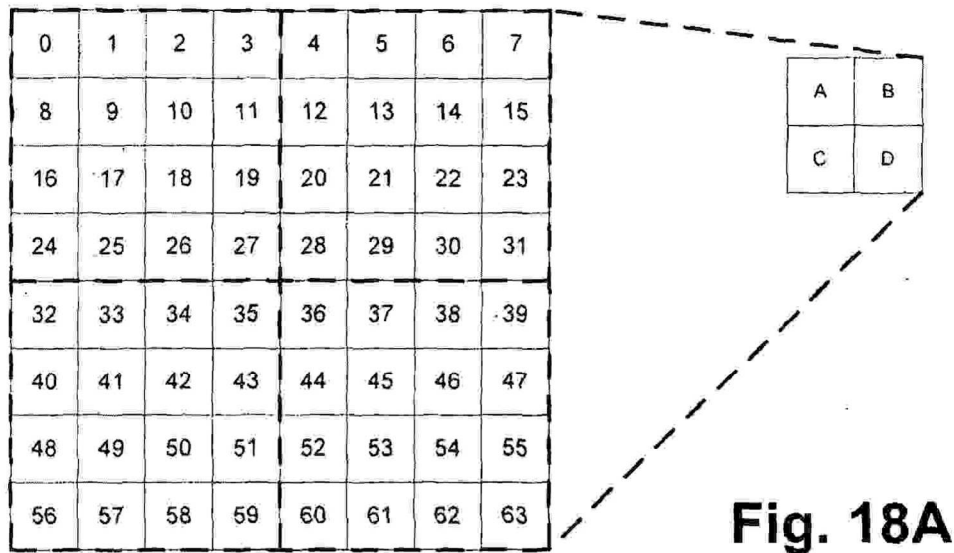 0 1 2 3 4 5 6 7
A B
8 9 10 11 12 13 14 15
C D
16 17 18 19 20 21 22 23
24 25 26 27 28 29 30 31
32 33 34 35 36 37 38 39
40 41 42 43 44 45 46 47
48 49 50 51 52 53 54 55
56 57 58 59 60 61 62 63
Fig. 18A